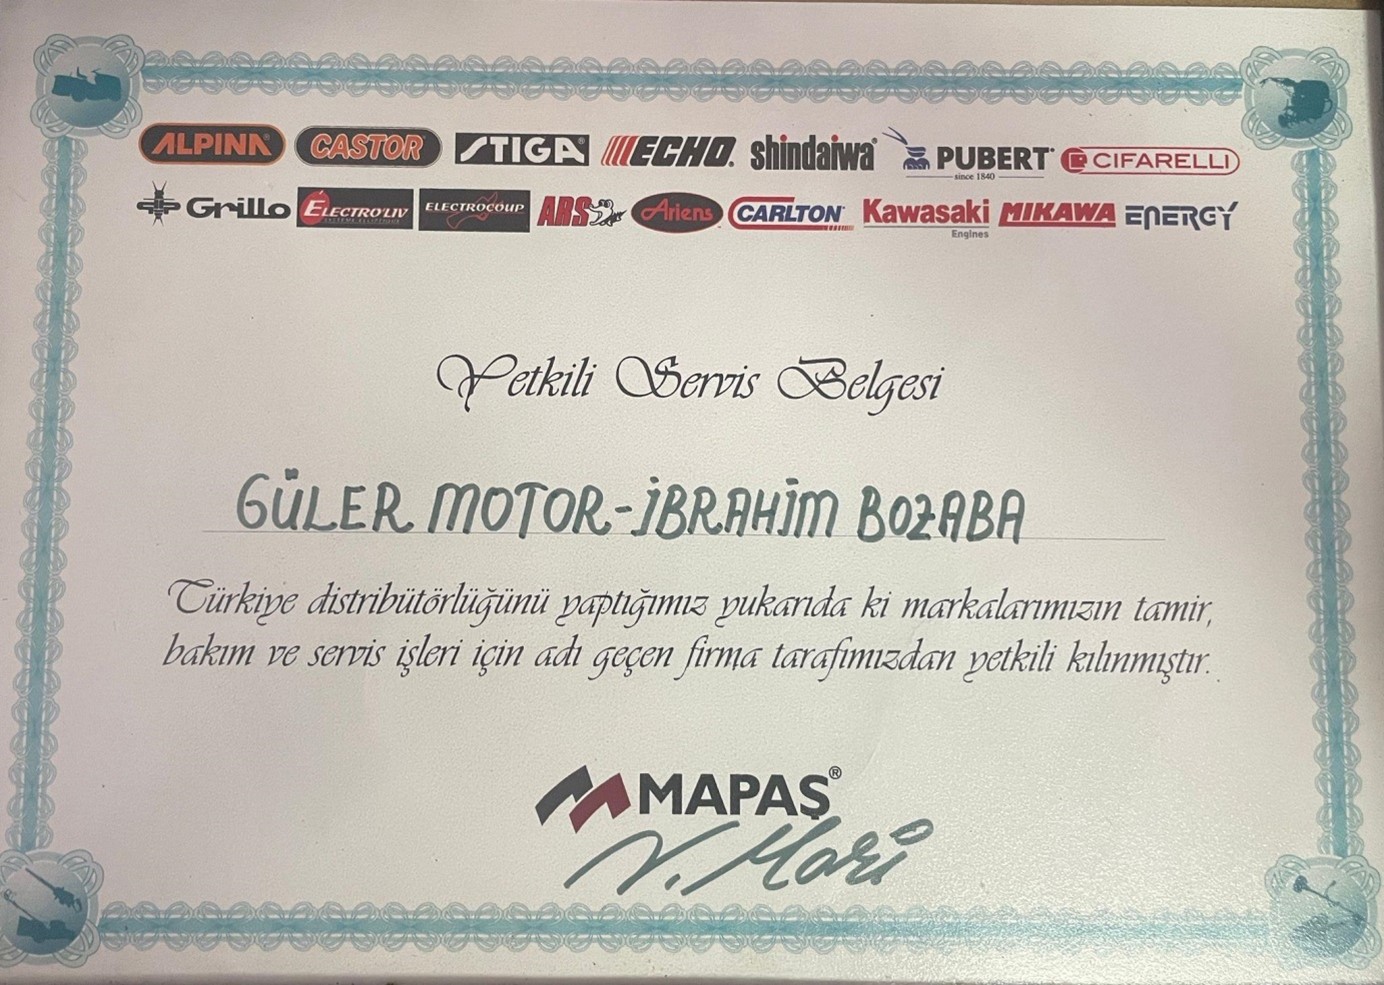 ALPINA® CASTOR® STIGA® ECHO. shindaiwa® PUBERT® CIFARELLI
since 1840
Grillo ELECTRO'LIV ELECTROCOUP ARS Ariens CARLTON® Kawasaki MIKAWA ENERGY
Engines
Yetkili Servis Belgesi
GÜLER MOTOR-İBRAHİM BOZABA
Türkiye distribütörlüğünü yaptığımız yukarıda ki markalarımızın tamir,
bakım ve servis işleri için adı geçen firma tarafımızdan yetkili kılınmıştır.
MAPAŞ®